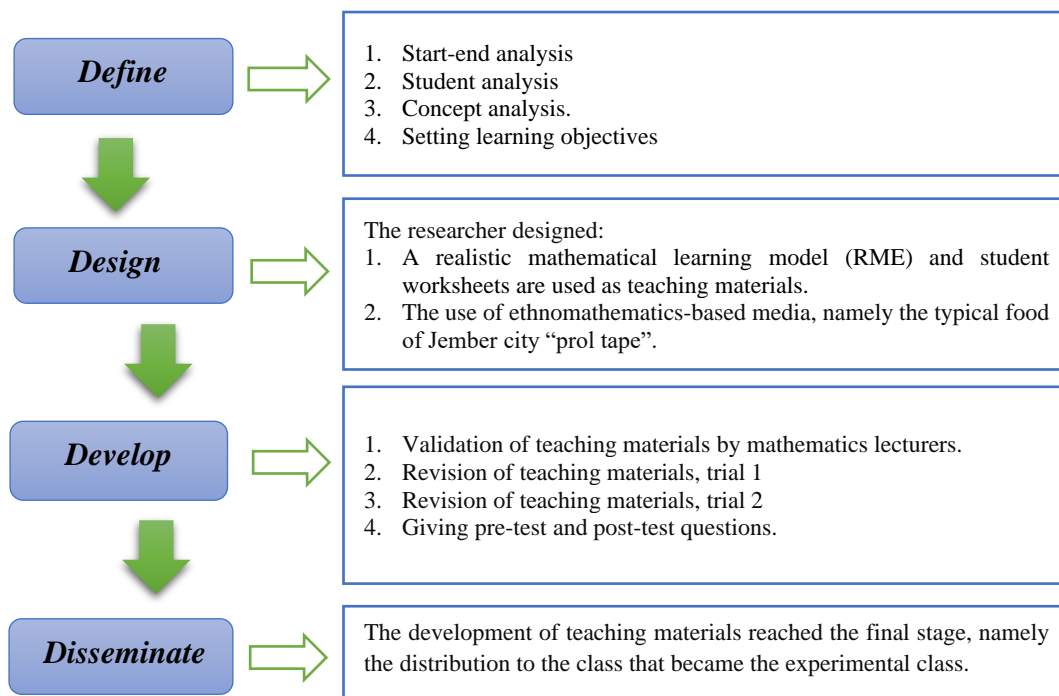 Define
1. Start-end analysis
2. Student analysis
3. Concept analysis.
4. Setting learning objectives
Design
The researcher designed:
1. A realistic mathematical learning model (RME) and student
worksheets are used as teaching materials.
2. The use of ethnomathematics-based media, namely the typical food
of Jember city “prol tape”.
Develop
1. Validation of teaching materials by mathematics lecturers.
2. Revision of teaching materials, trial 1
3. Revision of teaching materials, trial 2
4. Giving pre-test and post-test questions.
Disseminate
The development of teaching materials reached the final stage, namely
the distribution to the class that became the experimental class.